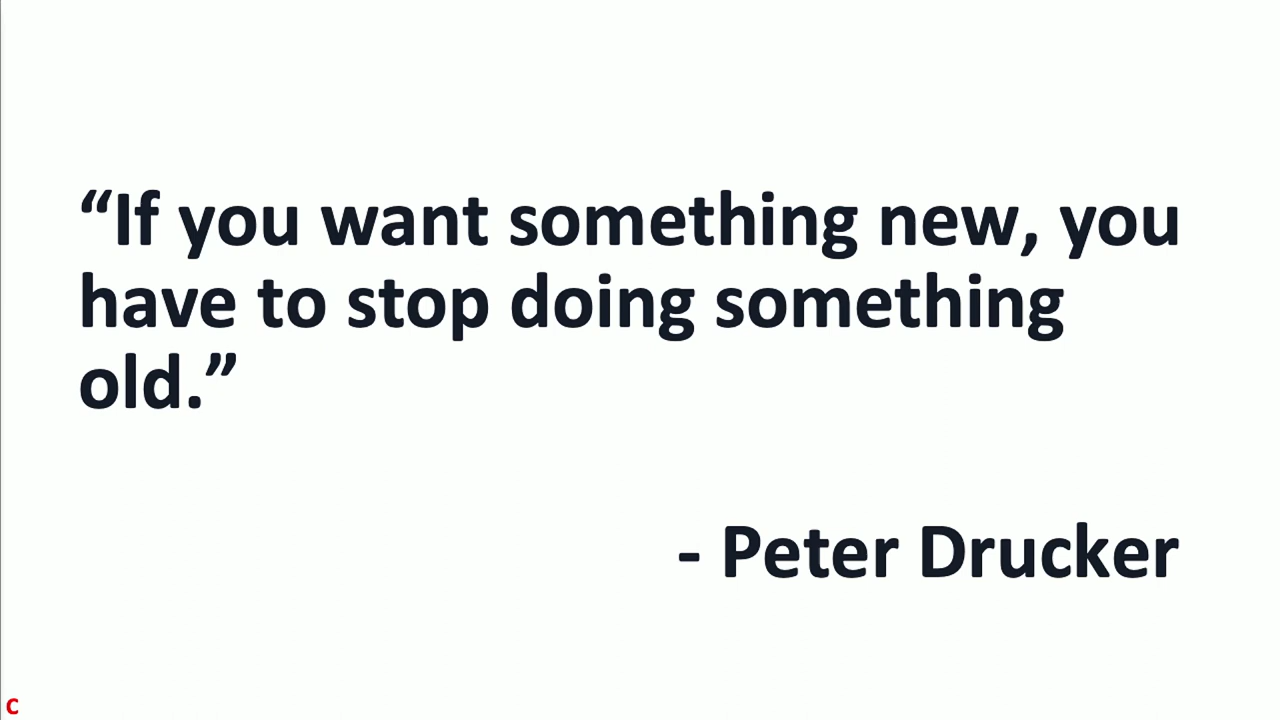 “If you want something new, you
have to stop doing something
old.”
- Peter Drucker
C